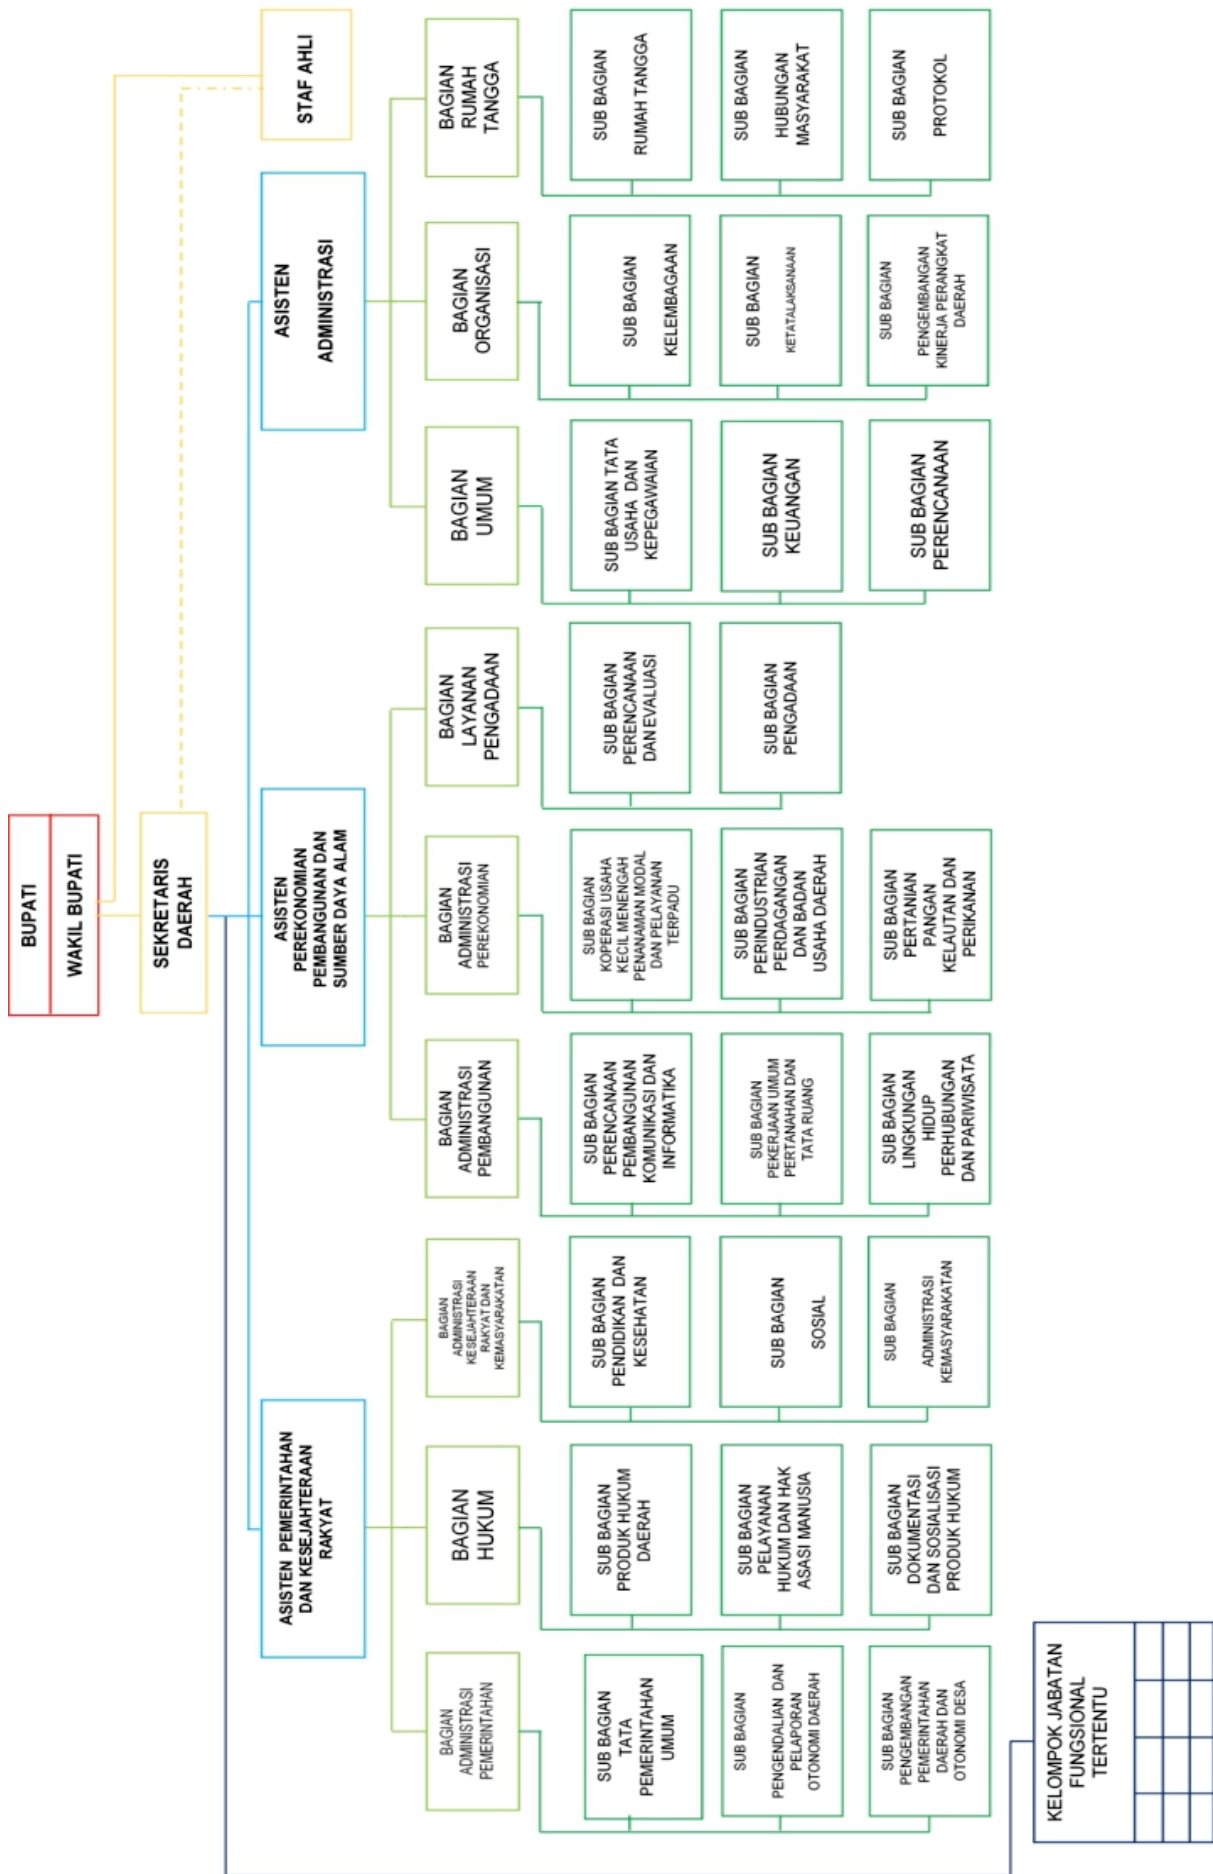 BUPATI
WAKIL BUPATI
SEKRETARIS
DAERAH
STAF AHLI
ASISTEN PEMERINTAHAN
DAN KESEJAHTERAAN
RAKYAT
ASISTEN
PEREKONOMIAN
PEMBANGUNAN DAN
SUMBER DAYA ALAM
ASISTEN
ADMINISTRASI
BAGIAN
ADMINISTRASI
PEMERINTAHAN
BAGIAN
HUKUM
BAGIAN
ADMINISTRASI
KESEJAHTERAAN
RAKYAT DAN
KEMASYARAKATAN
BAGIAN
ADMINISTRASI
PEMBANGUNAN
BAGIAN
ADMINISTRASI
PEREKONOMIAN
BAGIAN
LAYANAN
PENGADAAN
BAGIAN
UMUM
BAGIAN
ORGANISASI
BAGIAN
RUMAH
TANGGA
SUB BAGIAN
TATA
PEMERINTAHAN
UMUM
SUB BAGIAN
PRODUK HUKUM
DAERAH
SUB BAGIAN
PENDIDIKAN DAN
KESEHATAN
SUB BAGIAN
PERENCANAAN
PEMBANGUNAN
KOMUNIKASI DAN
INFORMATIKA
SUB BAGIAN
KOPERASI USAHA
KECIL MENENGAH
PENANAMAN MODAL
DAN PELAYANAN
TERPADU
SUB BAGIAN
PERENCANAAN
DAN EVALUASI
SUB BAGIAN TATA
USAHA DAN
KEPEGAWAIAN
SUB BAGIAN
KELEMBAGAAN
SUB BAGIAN
RUMAH TANGGA
SUB BAGIAN
PENGENDALIAN DAN
PELAPORAN
OTONOMI DAERAH
SUB BAGIAN
PELAYANAN
HUKUM DAN HAK
ASASI MANUSIA
SUB BAGIAN
SOSIAL
SUB BAGIAN
PEKERJAAN UMUM
PERTANAHAN DAN
TATA RUANG
SUB BAGIAN
PERINDUSTRIAN
PERDAGANGAN
DAN BADAN
USAHA DAERAH
SUB BAGIAN
PENGADAAN
SUB BAGIAN
KEUANGAN
SUB BAGIAN
KETATALAKSANAAN
SUB BAGIAN
HUBUNGAN
MASYARAKAT
SUB BAGIAN
PENGEMBANGAN
PEMERINTAHAN
DAERAH DAN
OTONOMI DESA
SUB BAGIAN
DOKUMENTASI
DAN SOSIALISASI
PRODUK HUKUM
SUB BAGIAN
ADMINISTRASI
KEMASYARAKATAN
SUB BAGIAN
LINGKUNGAN
HIDUP
PERHUBUNGAN
DAN PARIWISATA
SUB BAGIAN
PERTANIAN
PANGAN
KELAUTAN DAN
PERIKANAN
SUB BAGIAN
PERENCANAAN
SUB BAGIAN
PENGEMBANGAN
KINERJA PERANGKAT
DAERAH
SUB BAGIAN
PROTOKOL
KELOMPOK JABATAN
FUNGSIONAL
TERTENTU